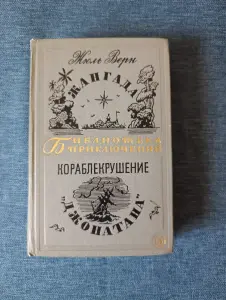 Жюль Верн
ЖАНГАДА
БИБЛИОТЕКА
ПРИКЛЮЧЕНИЙ
КОРАБЛЕКРУШЕНИЕ
„ДЖОНАТАНА"